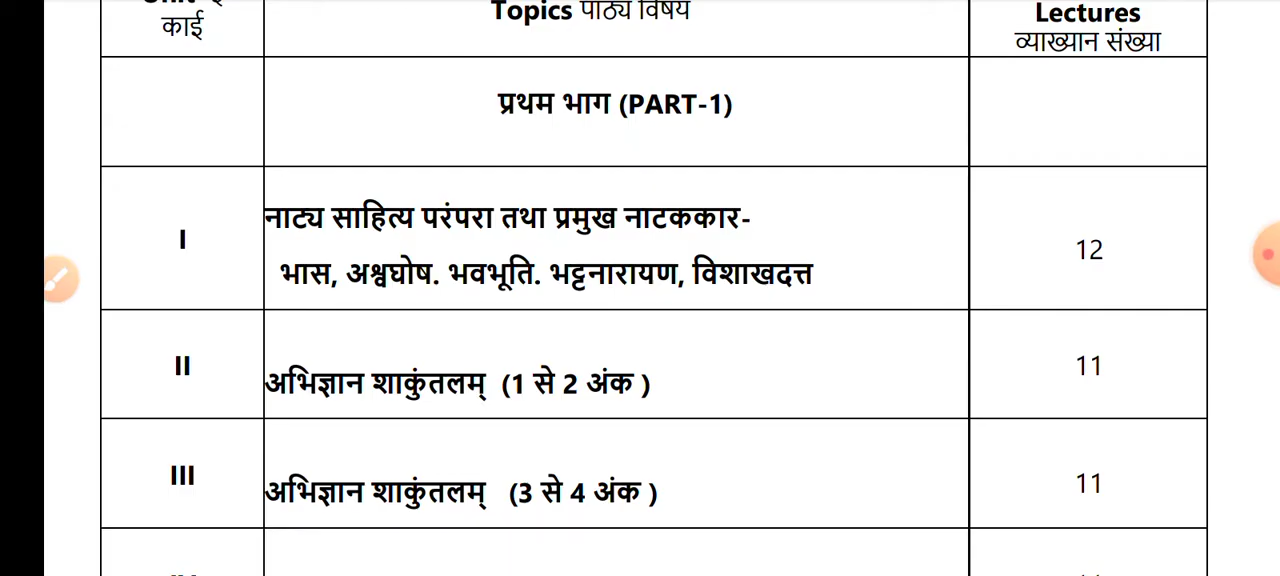 काई
Topics पाठ्य विषय
Lectures
व्याख्यान संख्या
प्रथम भाग (PART-1)
I
नाट्य साहित्य परंपरा तथा प्रमुख नाटककार-
भास, अश्वघोष. भवभूति. भट्टनारायण, विशाखदत्त
12
II
अभिज्ञान शाकुंतलम् (1 से 2 अंक )
11
III
अभिज्ञान शाकुंतलम् (3 से 4 अंक )
11